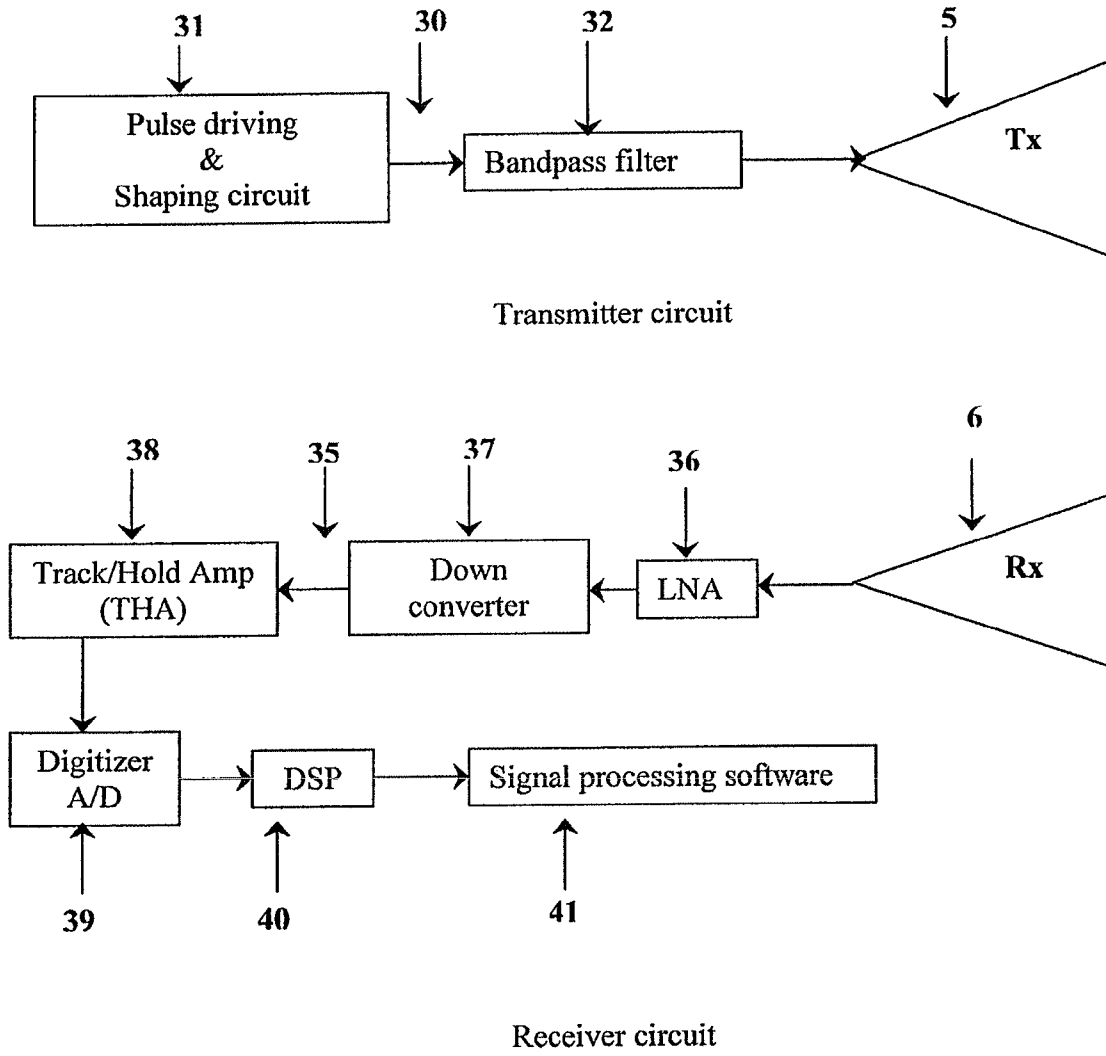 31
30
32
5
Pulse driving
&
Shaping circuit
Bandpass filter
Tx
Transmitter circuit
38
35
37
36
6
Track/Hold Amp
(THA)
Down
converter
LNA
Rx
Digitizer
A/D
DSP
Signal processing software
39
40
41
Receiver circuit